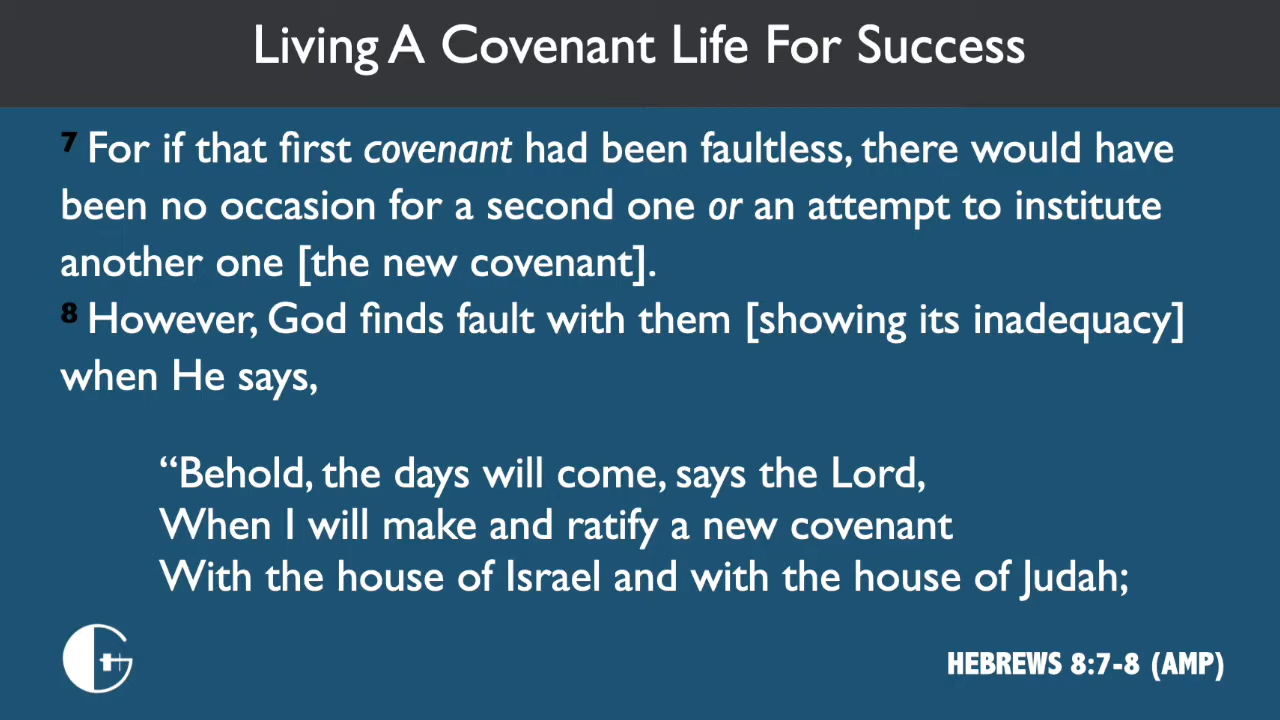 Living A Covenant Life For Success
7 For if that first covenant had been faultless, there would have
been no occasion for a second one or an attempt to institute
another one [the new covenant].
8 However, God finds fault with them [showing its inadequacy]
when He says,
“Behold, the days will come, says the Lord,
When I will make and ratify a new covenant
With the house of Israel and with the house of Judah;
HEBREWS 8:7-8 (AMP)